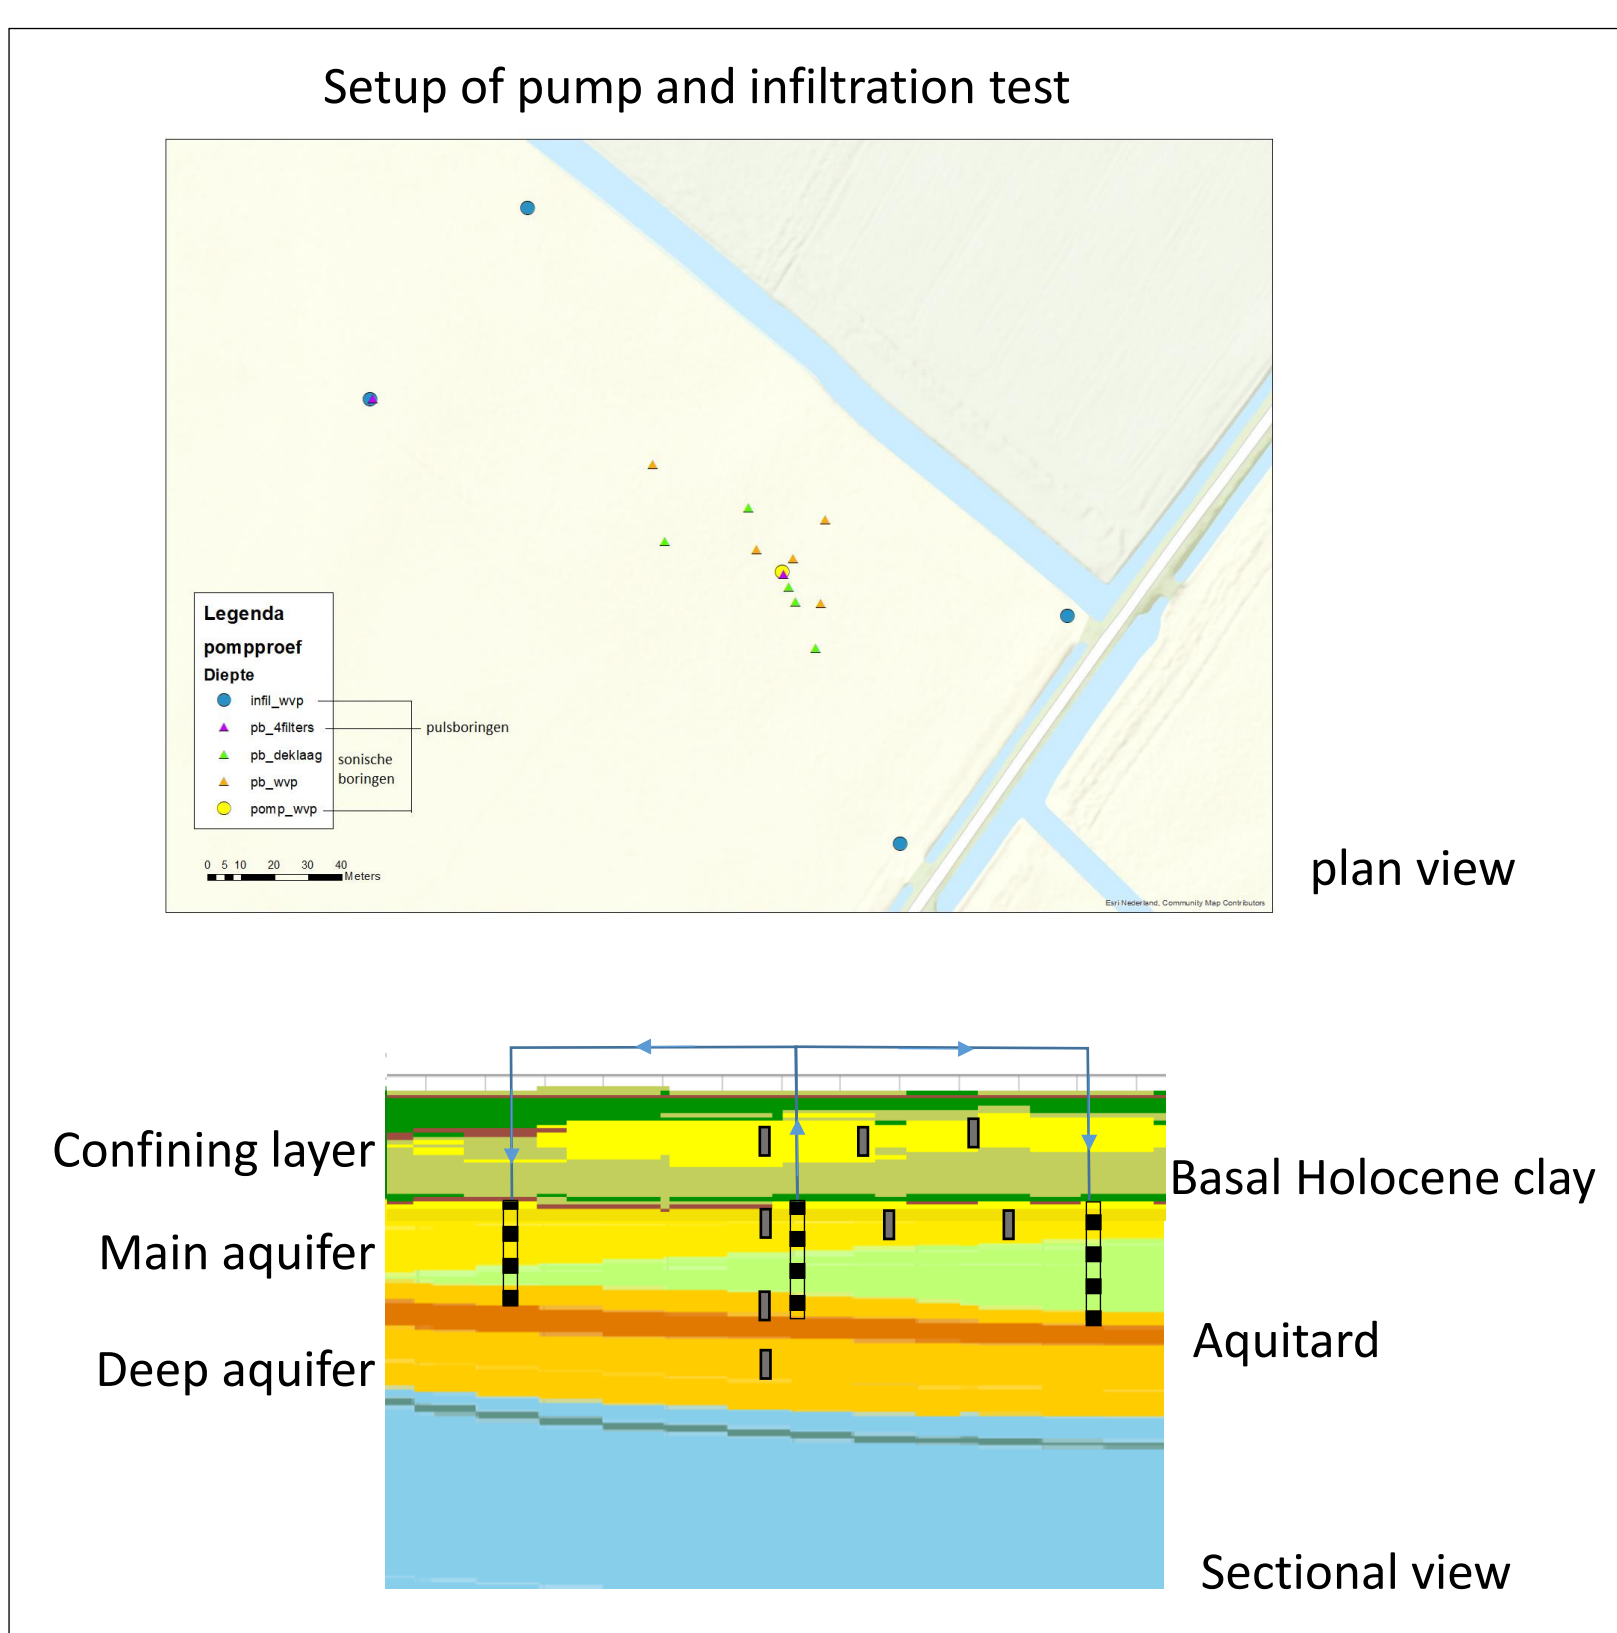 Setup of pump and infiltration test
Legenda
pompproef
Diepte
infil_wvp
pb_4filters
pulsboringen
pb_deklaag
sonische
boringen
pb_wvp
pomp_wvp
0 5 10 20 30 40
Meters
Esri Nederland, Community Map Contributors
plan view
Confining layer
Basal Holocene clay
Main aquifer
Aquitard
Deep aquifer
Sectional view